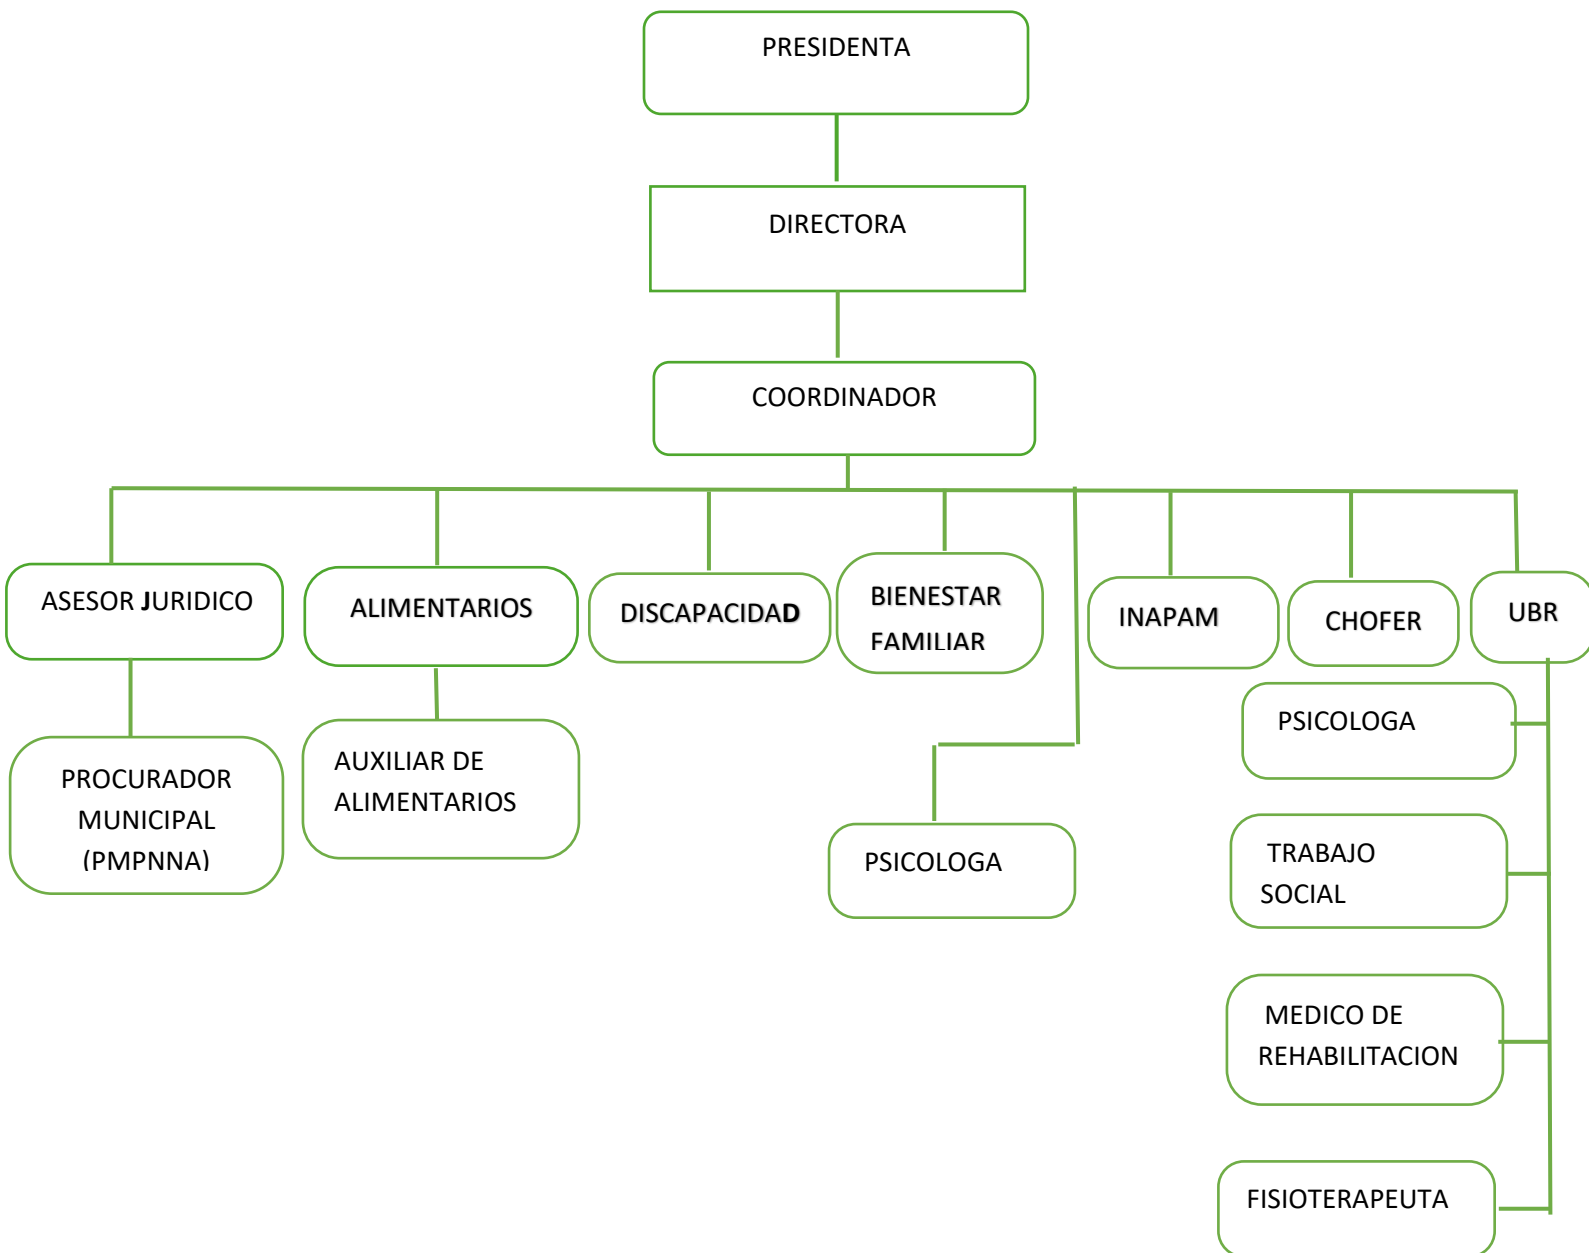 PRESIDENTA
DIRECTORA
COORDINADOR
ASESOR JURIDICO
ALIMENTARIOS
DISCAPACIDAD
BIENESTAR
FAMILIAR
INAPAM
CHOFER
UBR
PROCURADOR
MUNICIPAL
(PMPNNA)
AUXILIAR DE
ALIMENTARIOS
PSICOLOGA
PSICOLOGA
TRABAJO
SOCIAL
MEDICO DE
REHABILITACION
FISIOTERAPEUTA